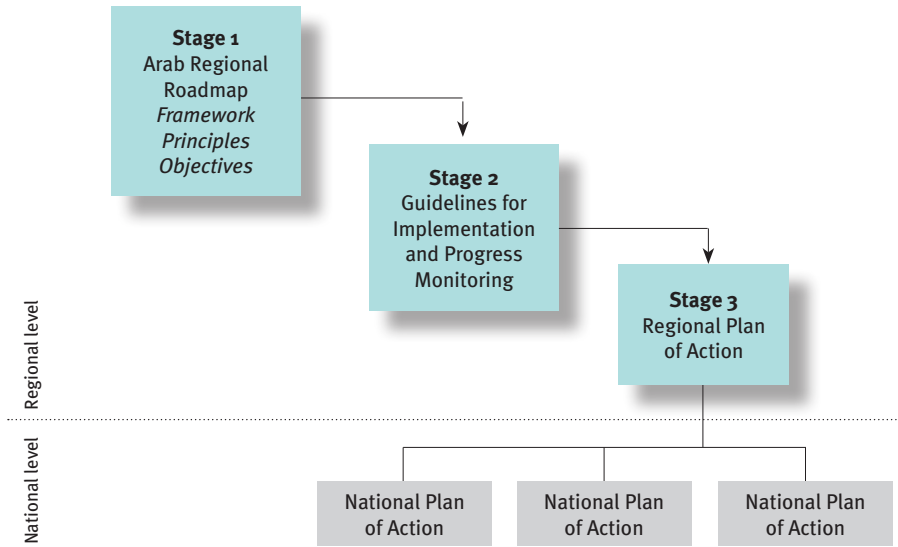 Stage 1
Arab Regional
Roadmap
Framework
Principles
Objectives
Stage 2
Guidelines for
Implementation
and Progress
Monitoring
Stage 3
Regional Plan
of Action
Regional level
National level
National Plan
of Action
National Plan
of Action
National Plan
of Action